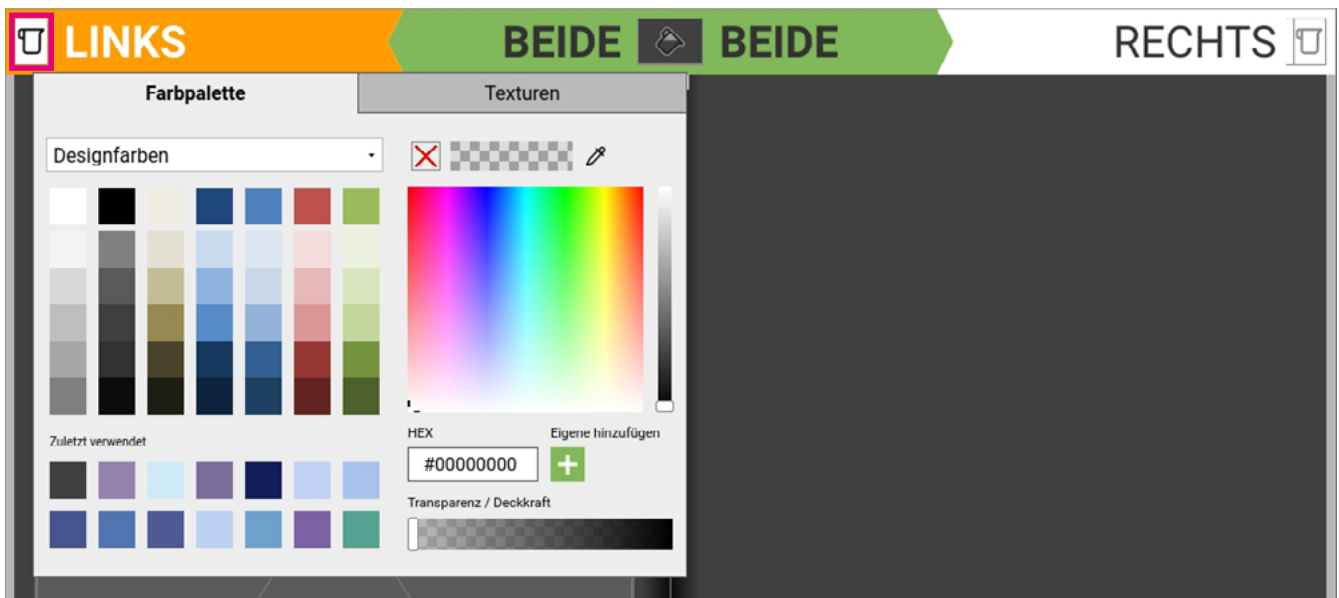 LINKS BEIDE BEIDE RECHTS
Farbpalette Texturen
Designfarben
Zuletzt verwendet
HEX Eigene hinzufügen
#00000000
Transparenz / Deckkraft